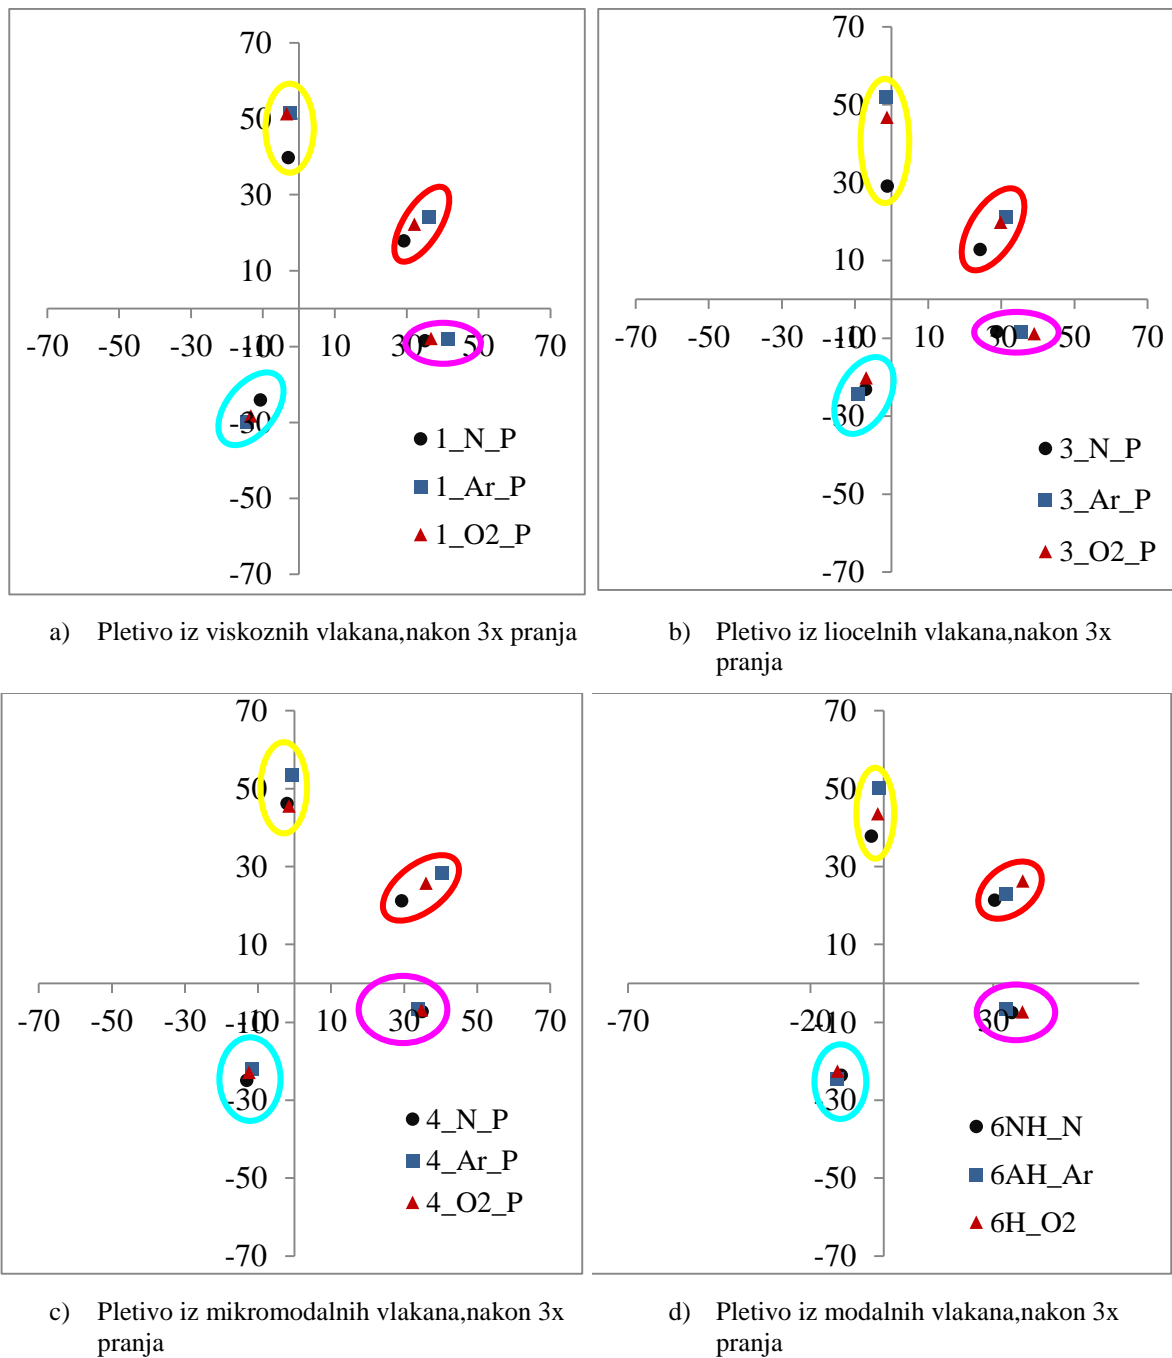 70
50
30
10
-70 -50 -30 -10 10 30 50 70
-10
-30
-50
-70
1_N_P
1_Ar_P
1_O2_P
70
50
30
10
-70 -50 -30 -10 10 30 50 70
-10
-30
-50
-70
3_N_P
3_Ar_P
3_O2_P
a) Pletivo iz viskoznih vlakana,nakon 3x pranja
b) Pletivo iz liocelnih vlakana,nakon 3x
pranja
70
50
30
10
-70 -50 -30 -10 10 30 50 70
-10
-30
-50
-70
4_N_P
4_Ar_P
4_O2_P
70
50
30
10
-70 -20 30
-10
-30
-50
-70
6NH_N
6AH_Ar
6H_O2
c) Pletivo iz mikromodalnih vlakana,nakon 3x
pranja
d) Pletivo iz modalnih vlakana,nakon 3x
pranja